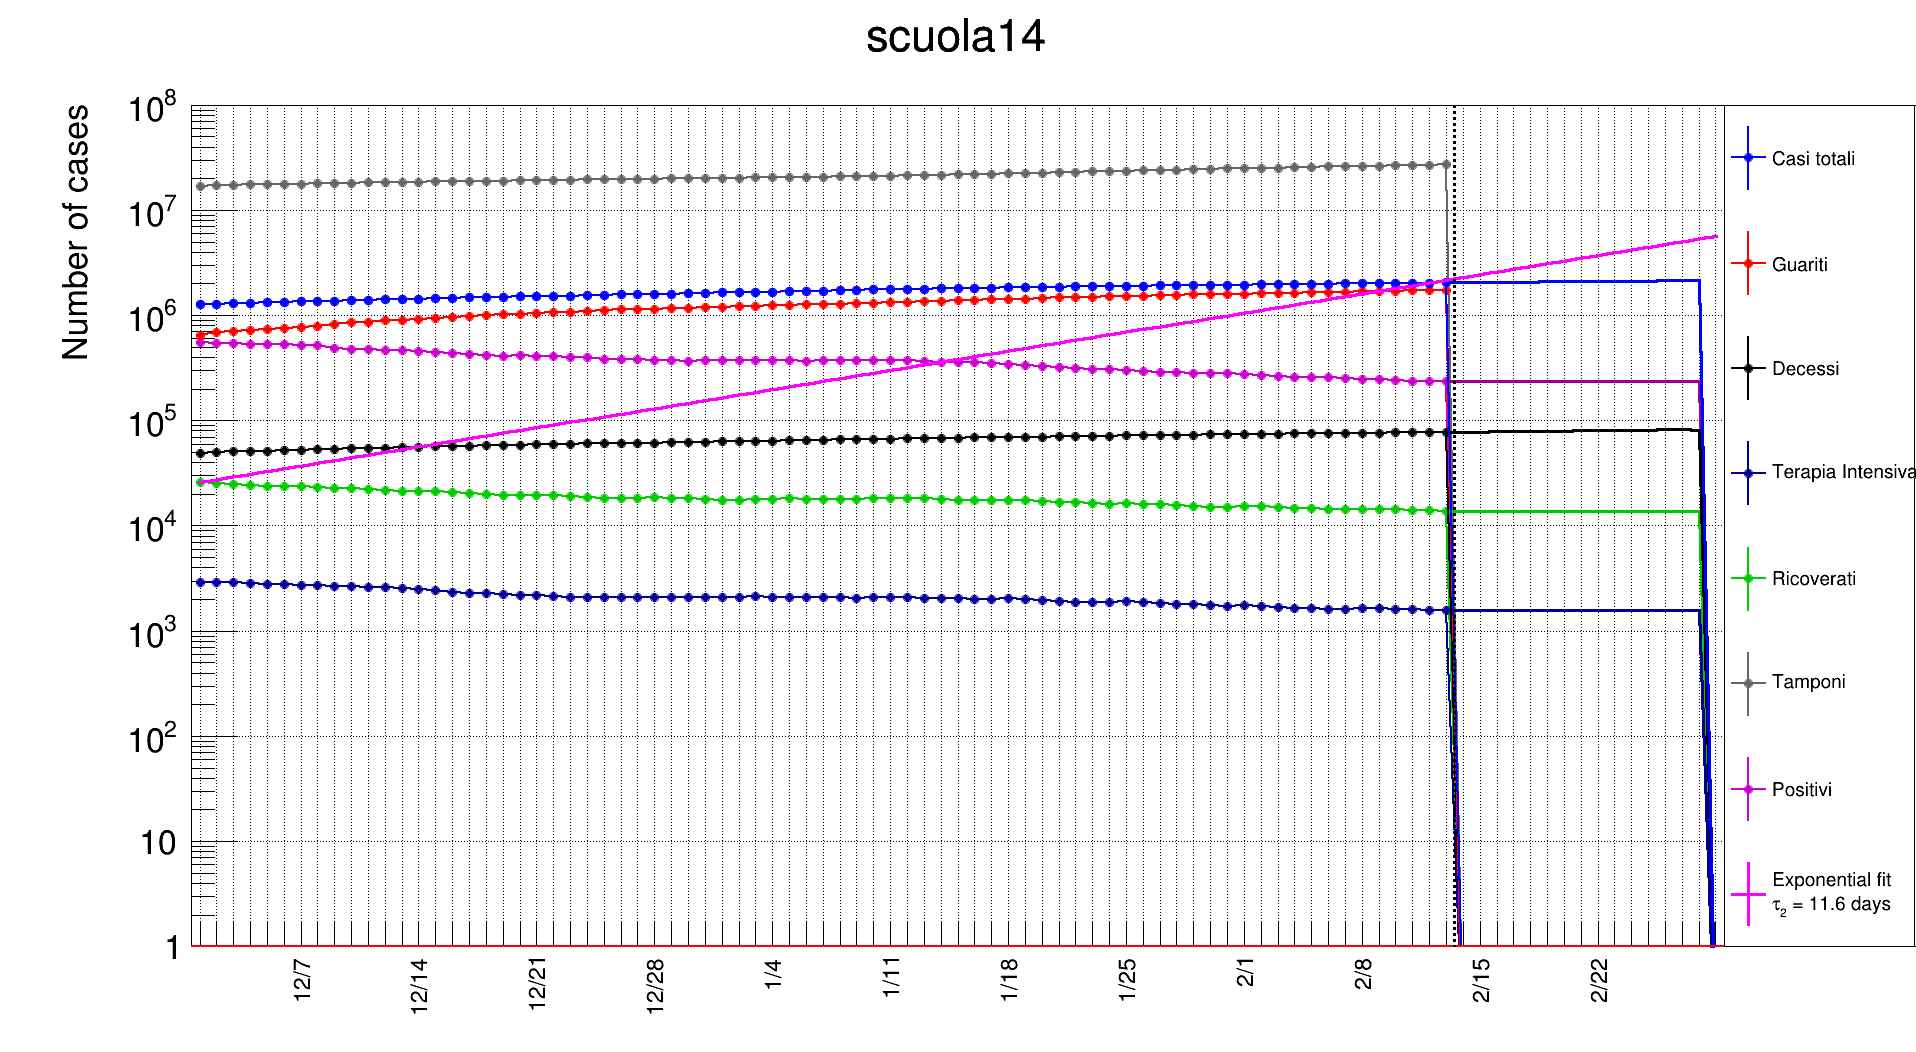 scuola14
Number of cases
10^8
10^7
10^6
10^5
10^4
10^3
10^2
10
1
12/7
12/14
12/21
12/28
1/4
1/11
1/18
1/25
2/1
2/8
2/15
2/22
Casi totali
Guariti
Decessi
Terapia Intensiva
Ricoverati
Tamponi
Positivi
Exponential fit
τ₂ = 11.6 days